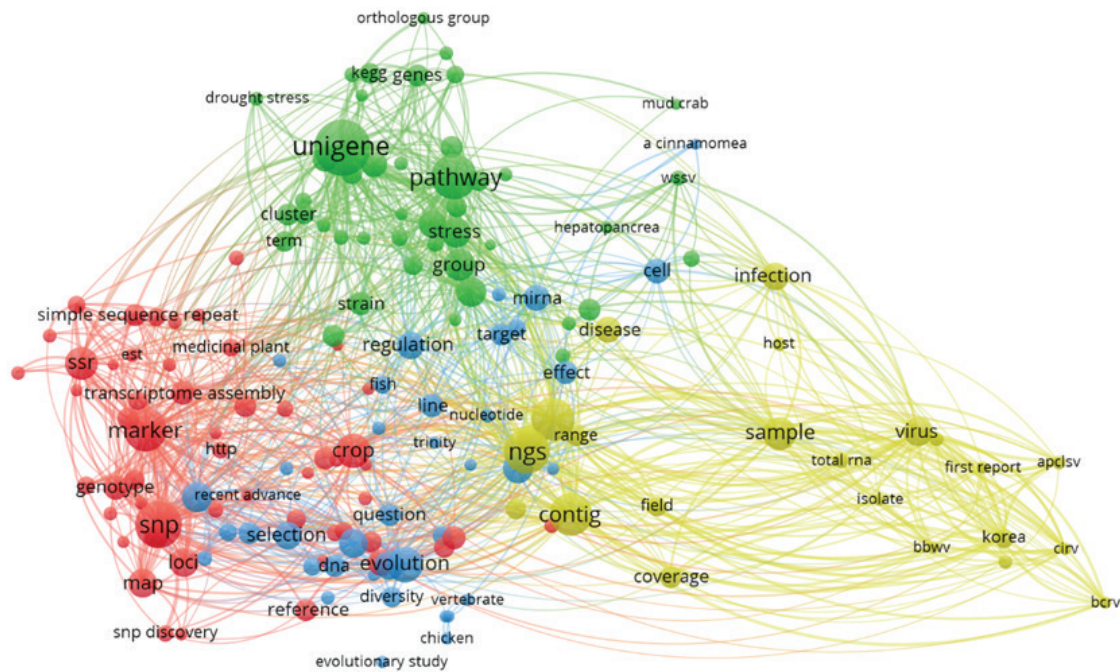 orthologous group
kegg
genes
drought stress
mud crab
unigene
a cinnamomea
pathway
wssv
cluster
stress
hepatopancrea
term
group
cell
infection
mirna
strain
simple sequence repeat
target
disease
regulation
host
est
medicinal plant
ssr
effect
fish
transcriptome assembly
line
nucleotide
marker
range
sample
virus
http
crop
trinity
ngs
total rna
first report
apclsv
genotype
recent advance
isolate
snp
question
contig
field
selection
korea
bbwv
cirv
loci
dna
evolution
map
coverage
diversity
vertebrate
bcrv
reference
snp discovery
chicken
evolutionary study